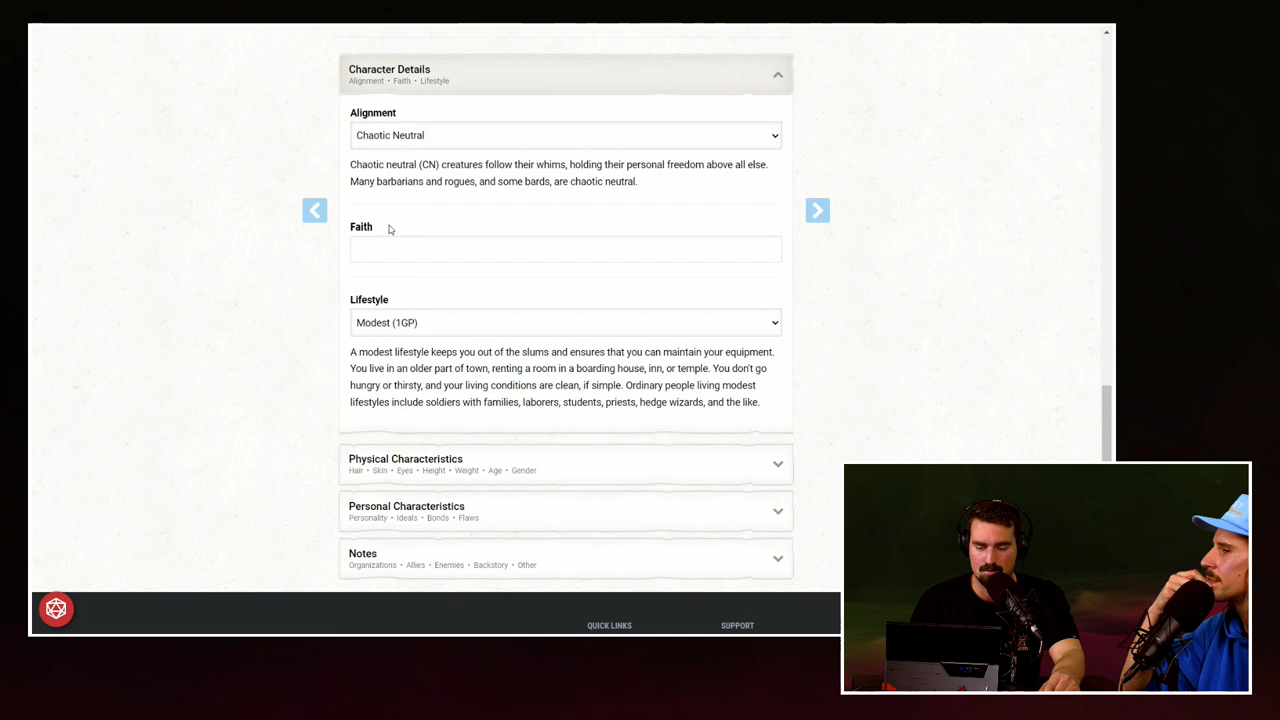 Character Details
Alignment • Faith • Lifestyle
Alignment
Chaotic Neutral
Chaotic neutral (CN) creatures follow their whims, holding their personal freedom above all else.
Many barbarians and rogues, and some bards, are chaotic neutral.
Faith
Lifestyle
Modest (1GP)
A modest lifestyle keeps you out of the slums and ensures that you can maintain your equipment.
You live in an older part of town, renting a room in a boarding house, inn, or temple. You don't go
hungry or thirsty, and your living conditions are clean, if simple. Ordinary people living modest
lifestyles include soldiers with families, laborers, students, priests, hedge wizards, and the like.
Physical Characteristics
Hair • Skin • Eyes • Height • Weight • Age • Gender
Personal Characteristics
Personality • Ideals • Bonds • Flaws
Notes
Organizations • Allies • Enemies • Backstory • Other
QUICK LINKS
SUPPORT